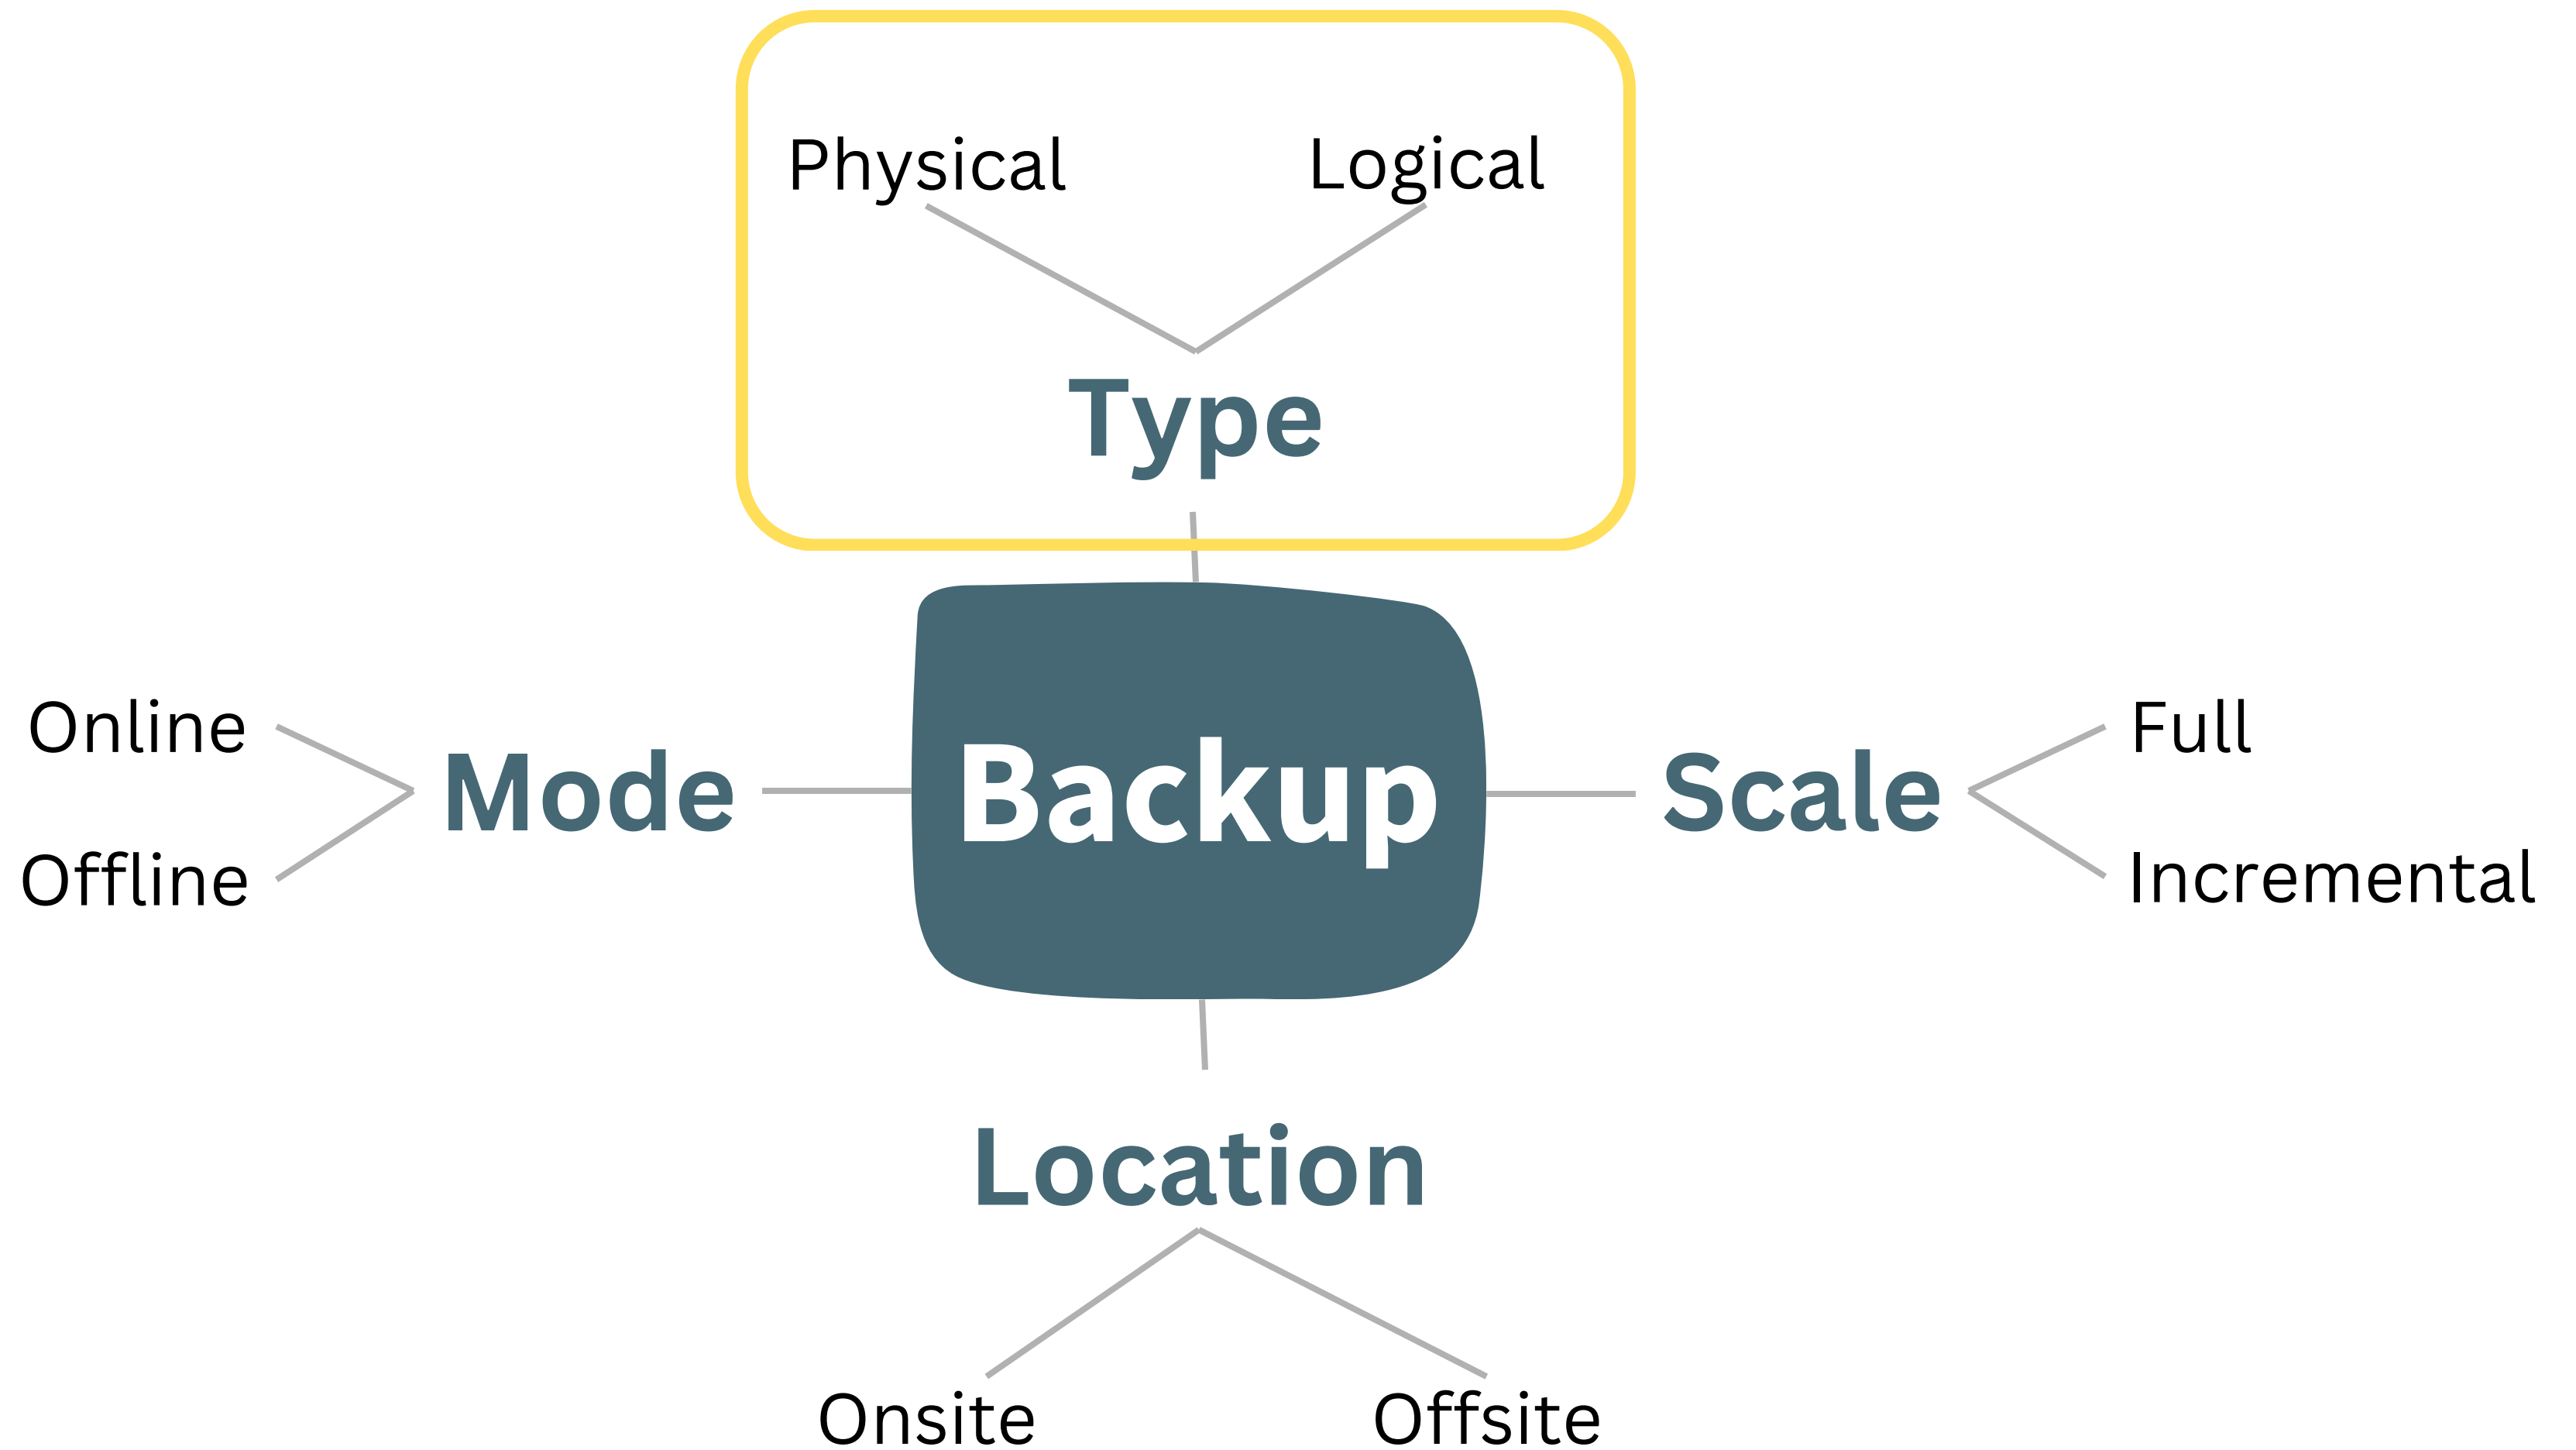 Physical
Logical
Type
Online
Offline
Mode
Backup
Scale
Full
Incremental
Location
Onsite
Offsite